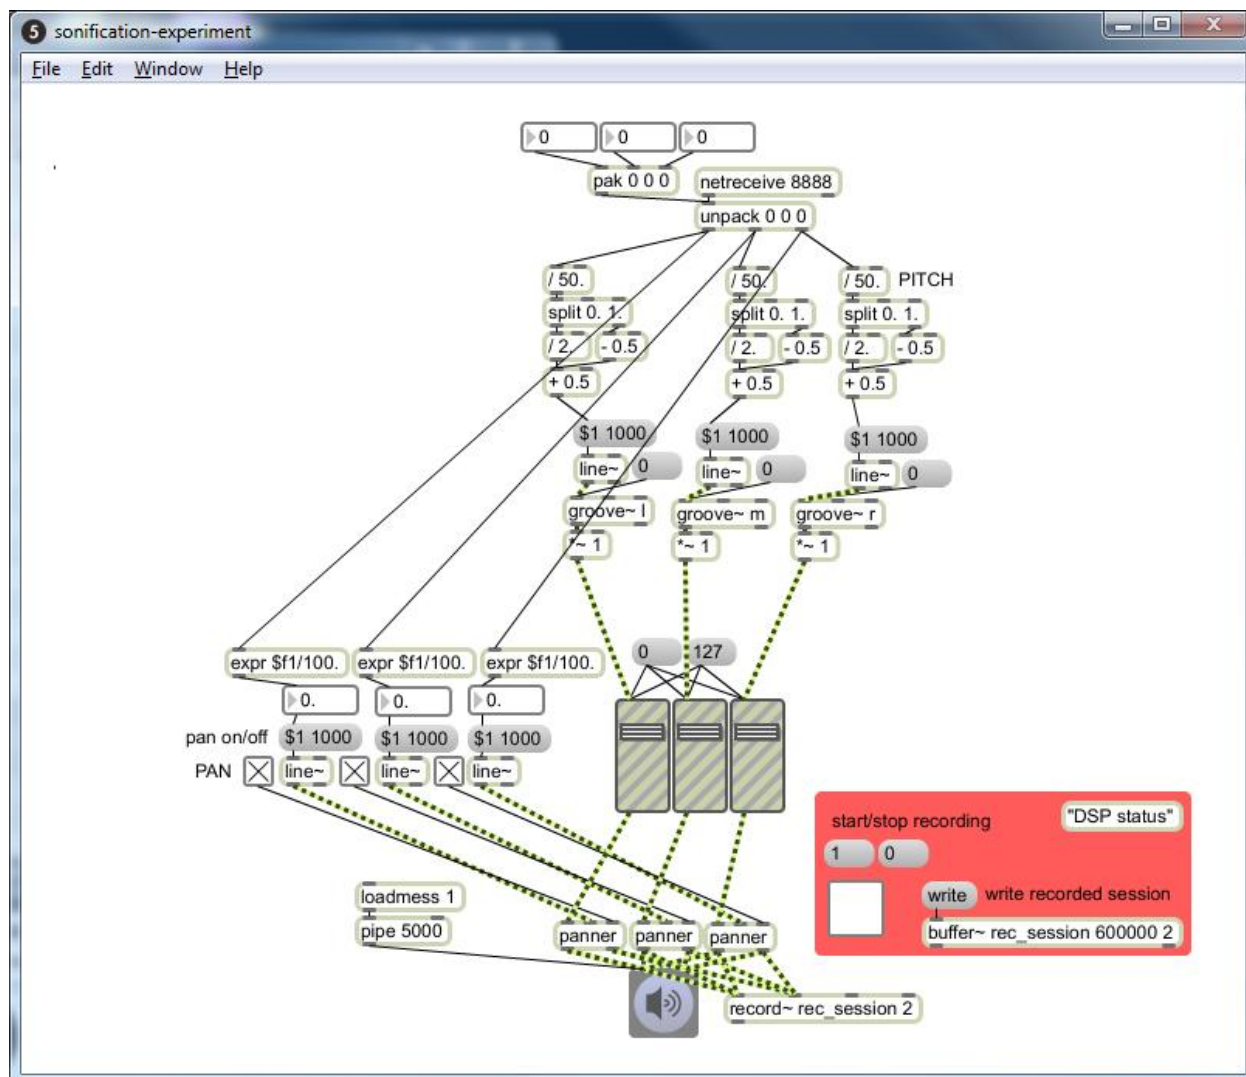 5 sonification-experiment
File Edit Window Help
0 0 0
pak 0 0 0 netreceive 8888
unpack 0 0 0
/ 50. / 50. / 50. PITCH
split 0. 1. split 0. 1. split 0. 1.
/ 2. - 0.5 / 2. - 0.5 / 2. - 0.5
+ 0.5 + 0.5 + 0.5
$1 1000 $1 1000 $1 1000
line~ 0 line~ 0 line~ 0
groove~ l groove~ m groove~ r
*~ 1 *~ 1 *~ 1
expr $f1/100. expr $f1/100. expr $f1/100. 0 127
0. 0. 0.
pan on/off $1 1000 $1 1000 $1 1000
PAN line~ line~ line~
start/stop recording "DSP status"
1 0
loadmess 1 write write recorded session
pipe 5000 panner panner panner buffer~ rec_session 600000 2
record~ rec_session 2